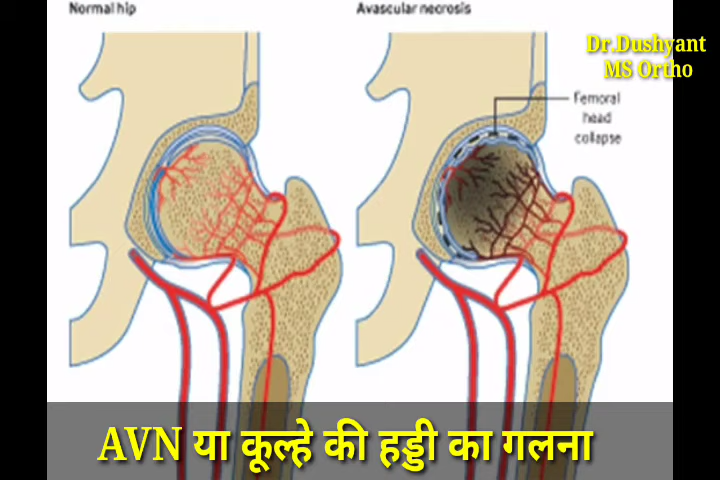 Normal hip
Avascular necrosis
Dr.Dushyant
MS Ortho
Femoral
head
collapse
AVN या कूल्हे की हड्डी का गलना